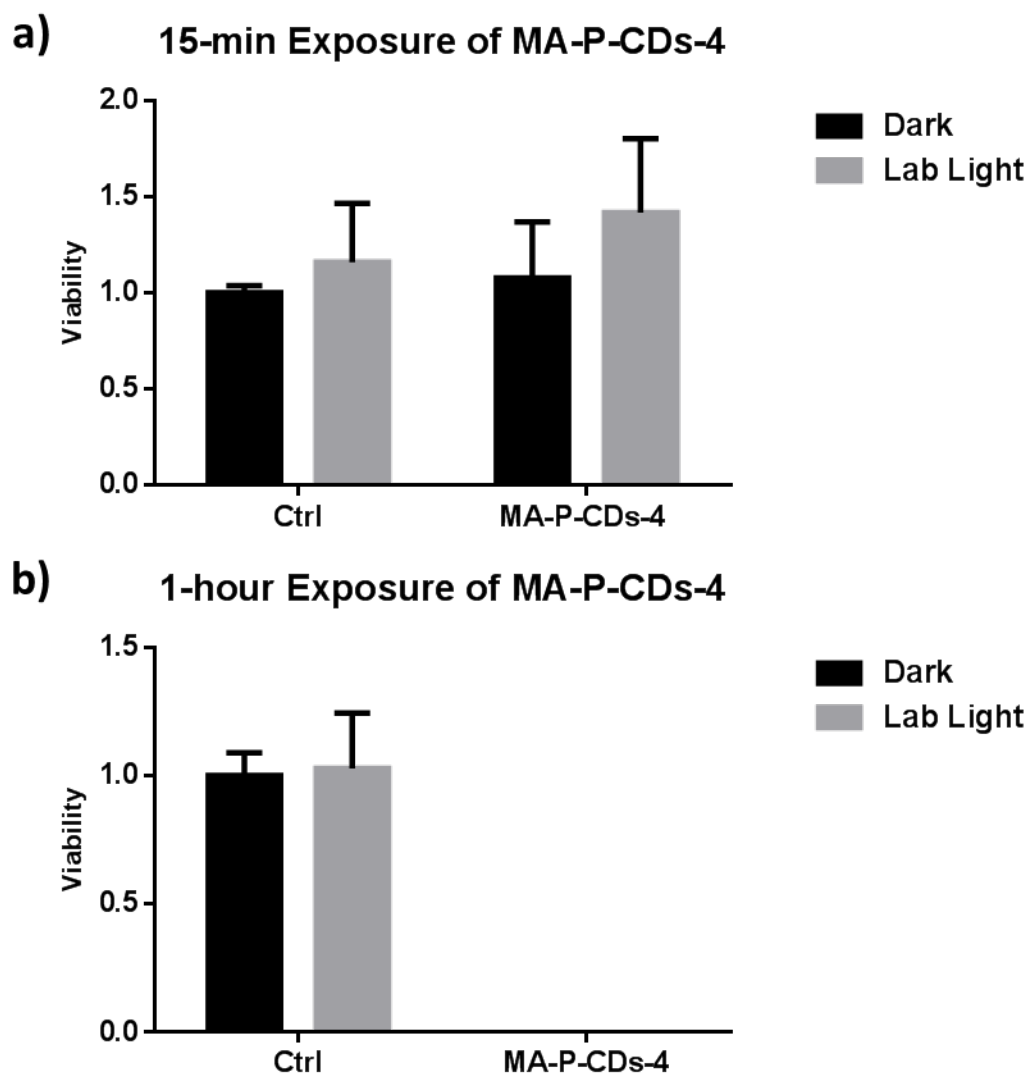 a)
15-min Exposure of MA-P-CDs-4
2.0
1.5
1.0
0.5
0.0
Viability
Ctrl
MA-P-CDs-4
Dark
Lab Light
b)
1-hour Exposure of MA-P-CDs-4
1.5
1.0
0.5
0.0
Viability
Ctrl
MA-P-CDs-4
Dark
Lab Light